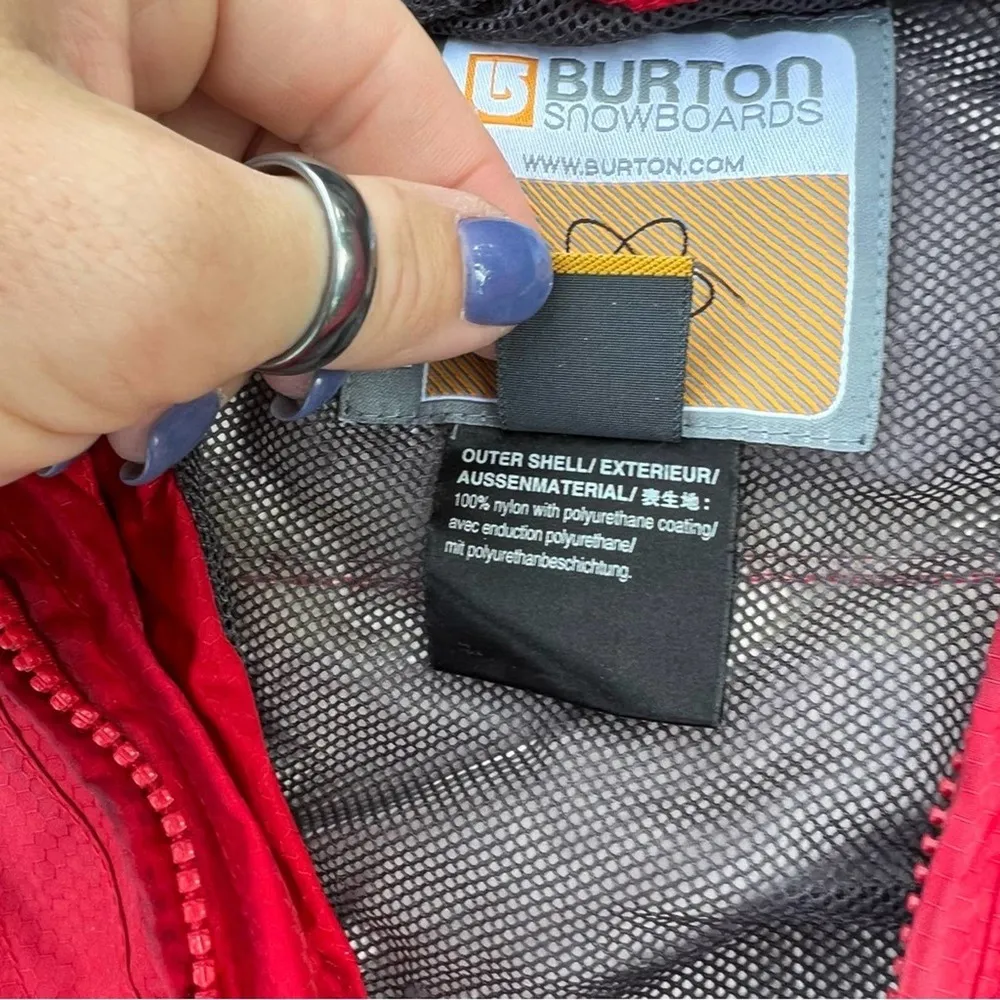 BURTON
SNOWBOARDS
WWW.BURTON.COM
OUTER SHELL/ EXTERIEUR/
AUSSENMATERIAL/ 表生地:
100% nylon with polyurethane coating/
avec enduction polyurethane/
mit polyurethanbeschichtung.